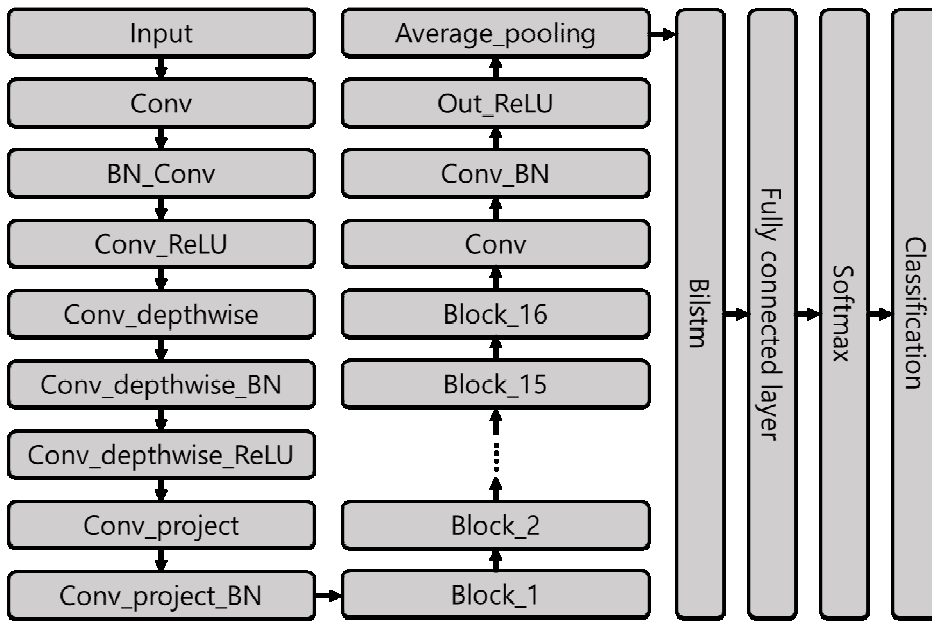 Input
Conv
BN_Conv
Conv_ReLU
Conv_depthwise
Conv_depthwise_BN
Conv_depthwise_ReLU
Conv_project
Conv_project_BN
Average_pooling
Out_ReLU
Conv_BN
Conv
Block_16
Block_15
Block_2
Block_1
Bilstm
Fully connected layer
Softmax
Classification